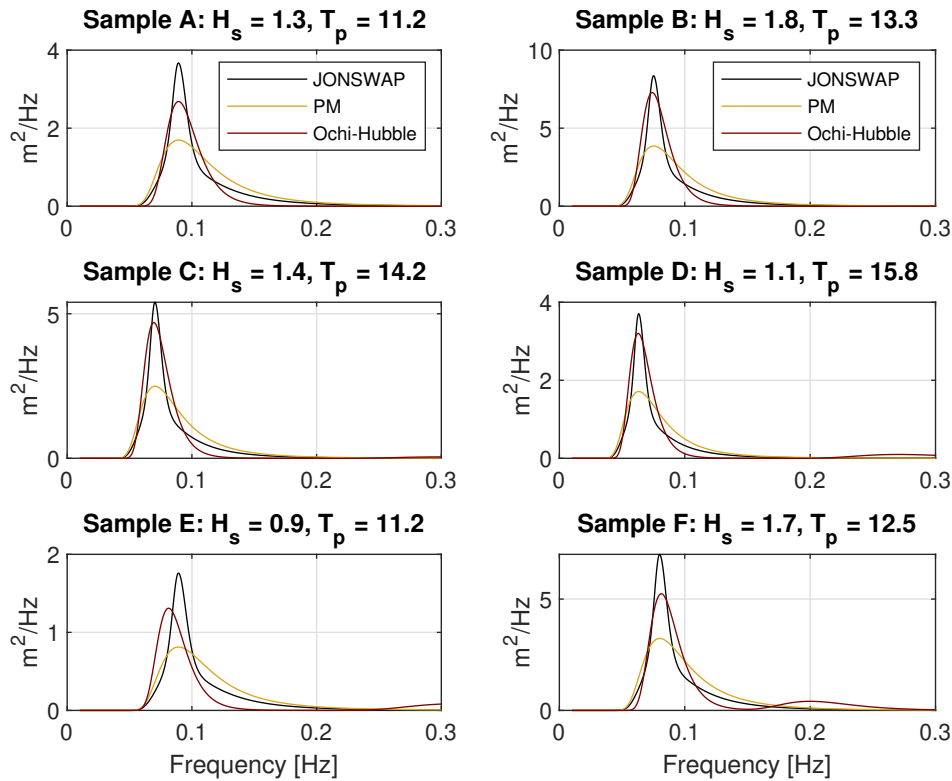 Sample A: H_s = 1.3, T_p = 11.2
Sample B: H_s = 1.8, T_p = 13.3
4
2
0
m²/Hz
JONSWAP
PM
Ochi-Hubble
0 0.1 0.2 0.3
10
5
0
m²/Hz
JONSWAP
PM
Ochi-Hubble
0 0.1 0.2 0.3
Sample C: H_s = 1.4, T_p = 14.2
Sample D: H_s = 1.1, T_p = 15.8
5
0
m²/Hz
0 0.1 0.2 0.3
4
2
0
m²/Hz
0 0.1 0.2 0.3
Sample E: H_s = 0.9, T_p = 11.2
Sample F: H_s = 1.7, T_p = 12.5
2
1
0
m²/Hz
0 0.1 0.2 0.3
Frequency [Hz]
5
0
m²/Hz
0 0.1 0.2 0.3
Frequency [Hz]